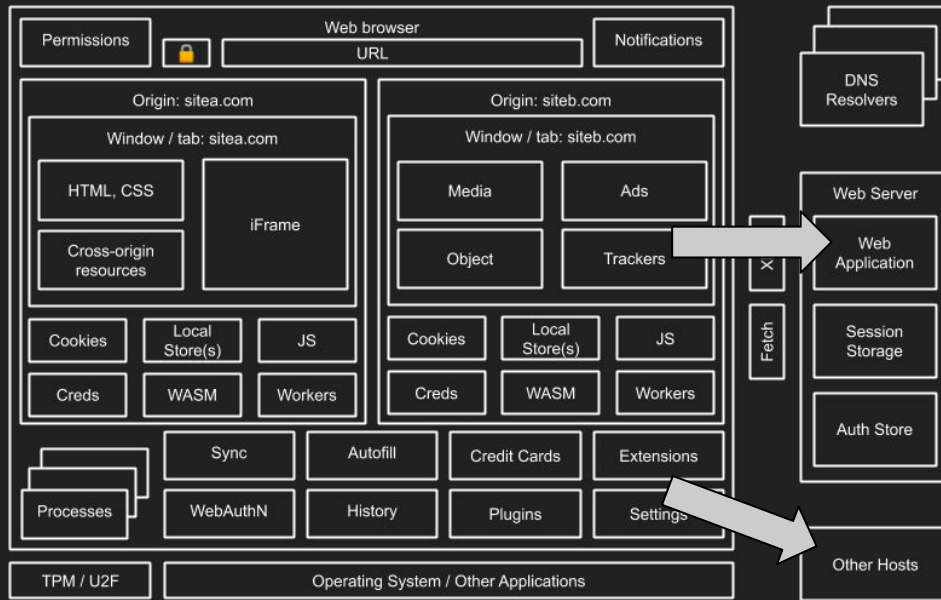 Permissions
Web browser
URL
Notifications
DNS
Resolvers
Origin: sitea.com
Window / tab: sitea.com
HTML, CSS
Cross-origin
resources
iFrame
Cookies
Local
Store(s)
JS
Creds
WASM
Workers
Origin: siteb.com
Window / tab: siteb.com
Media
Ads
Object
Trackers
Cookies
Local
Store(s)
JS
Creds
WASM
Workers
Fetch
Web Server
Web
Application
Session
Storage
Auth Store
Processes
Sync
Autofill
Credit Cards
Extensions
WebAuthN
History
Plugins
Settings
Other Hosts
TPM / U2F
Operating System / Other Applications